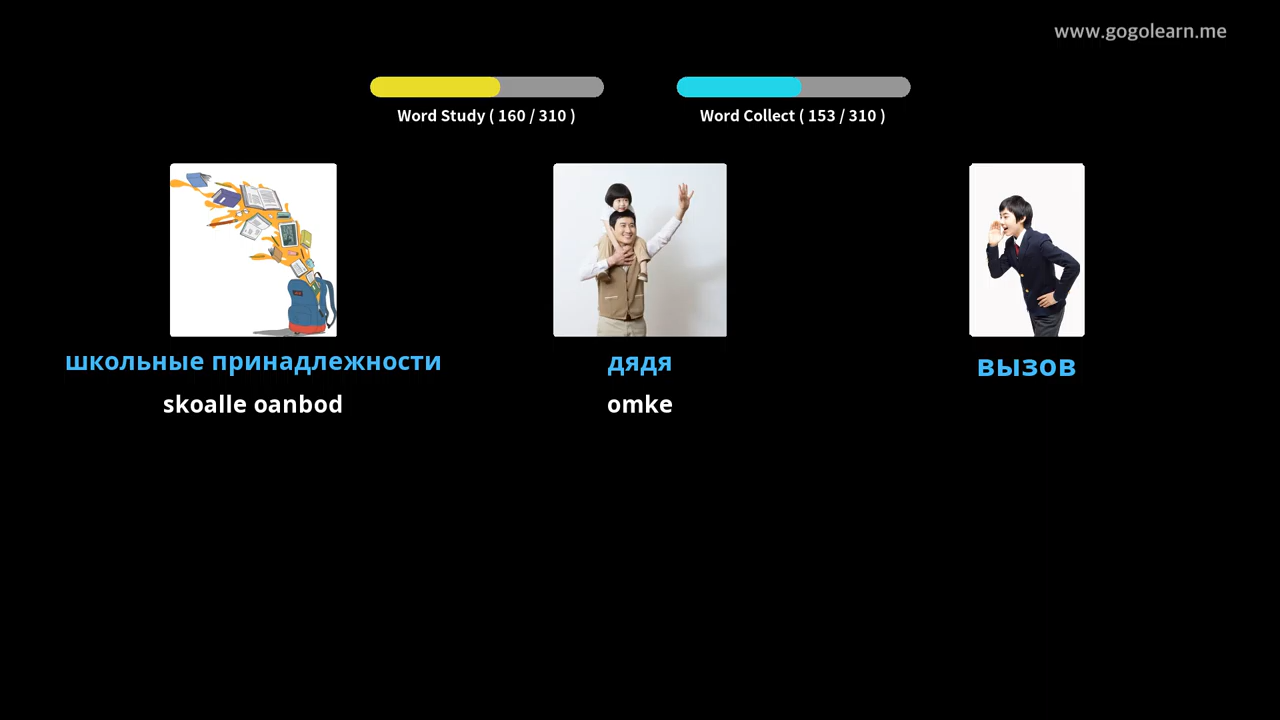 www.gogolearn.me
Word Study ( 160 / 310 )
Word Collect ( 153 / 310 )
школьные принадлежности
дядя
вызов
skoalle oanbod
omke